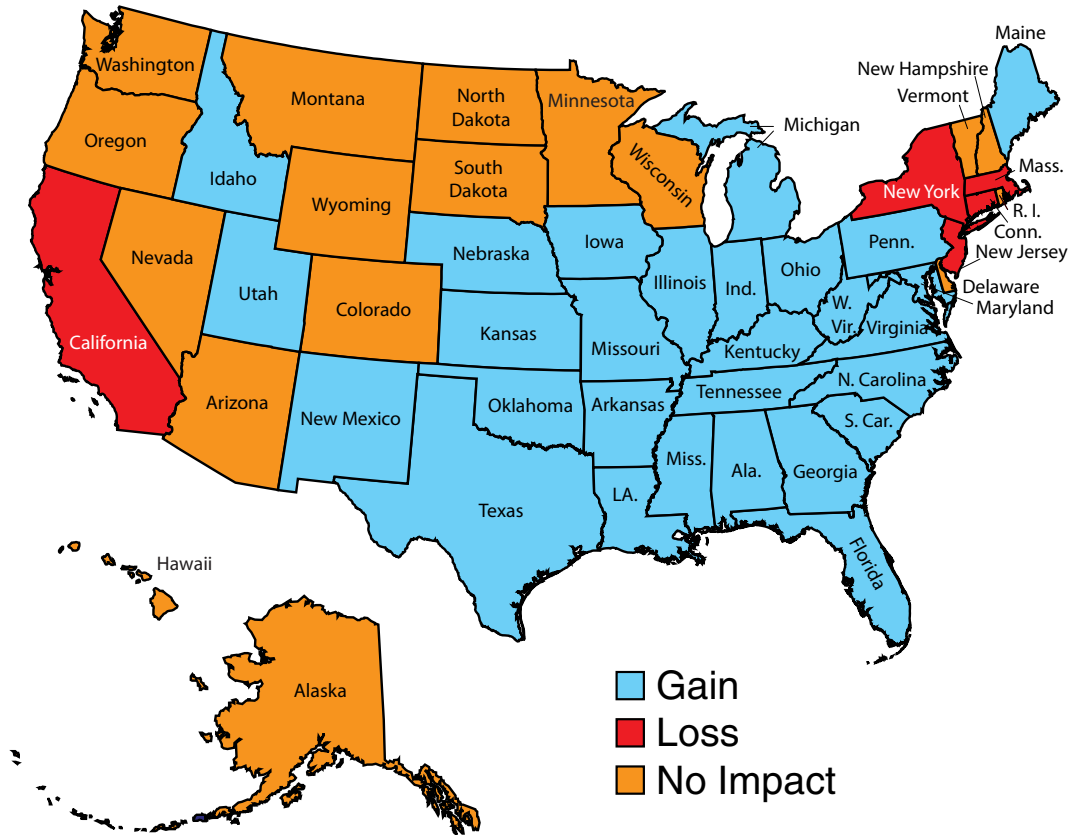 Maine
New Hampshire
Vermont
Washington
Montana
North
Dakota
Minnesota
Michigan
Oregon
Idaho
South
Dakota
Wisconsin
Mass.
New York
Wyoming
R. I.
Conn.
Nevada
Nebraska
Iowa
Penn.
New Jersey
Utah
Colorado
Illinois
Ind.
Ohio
Delaware
Maryland
W.
Vir.
Virginia
California
Kansas
Missouri
Kentucky
Arizona
New Mexico
Oklahoma
Arkansas
Tennessee
N. Carolina
S. Car.
Miss.
Ala.
Georgia
Texas
LA.
Florida
Hawaii
Alaska
Gain
Loss
No Impact